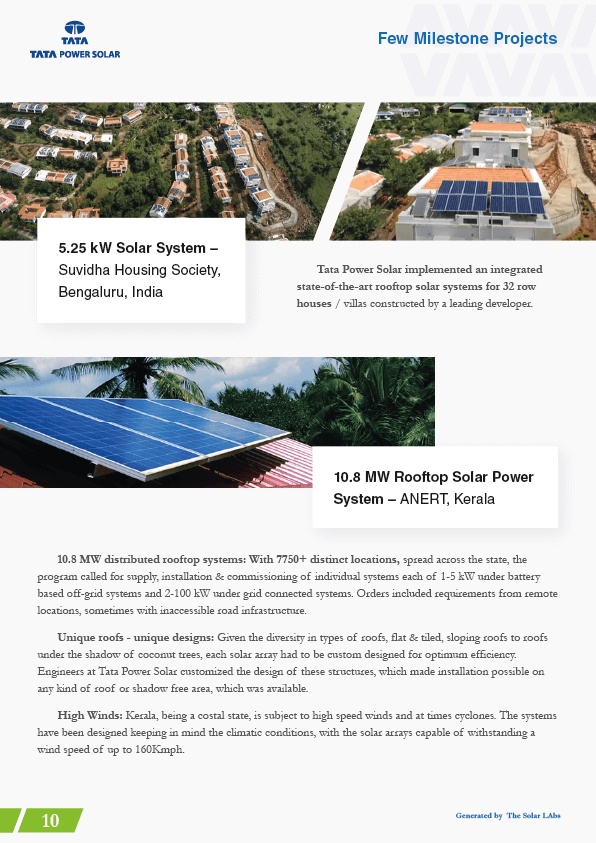 TATA
TATA POWER SOLAR
Few Milestone Projects
5.25 kW Solar System –
Suvidha Housing Society,
Bengaluru, India
Tata Power Solar implemented an integrated
state-of-the-art rooftop solar systems for 32 row
houses / villas constructed by a leading developer.
10.8 MW Rooftop Solar Power
System – ANERT, Kerala
10.8 MW distributed rooftop systems: With 7750+ distinct locations, spread across the state, the
program called for supply, installation & commissioning of individual systems each of 1-5 kW under battery
based off-grid systems and 2-100 kW under grid connected systems. Orders included requirements from remote
locations, sometimes with inaccessible road infrastructure.
Unique roofs - unique designs: Given the diversity in types of roofs, flat & tiled, sloping roofs to roofs
under the shadow of coconut trees, each solar array had to be custom designed for optimum efficiency.
Engineers at Tata Power Solar customized the design of these structures, which made installation possible on
any kind of roof or shadow free area, which was available.
High Winds: Kerala, being a costal state, is subject to high speed winds and at times cyclones. The systems
have been designed keeping in mind the climatic conditions, with the solar arrays capable of withstanding a
wind speed of up to 160Kmph.
10
Generated by The Solar LAbs